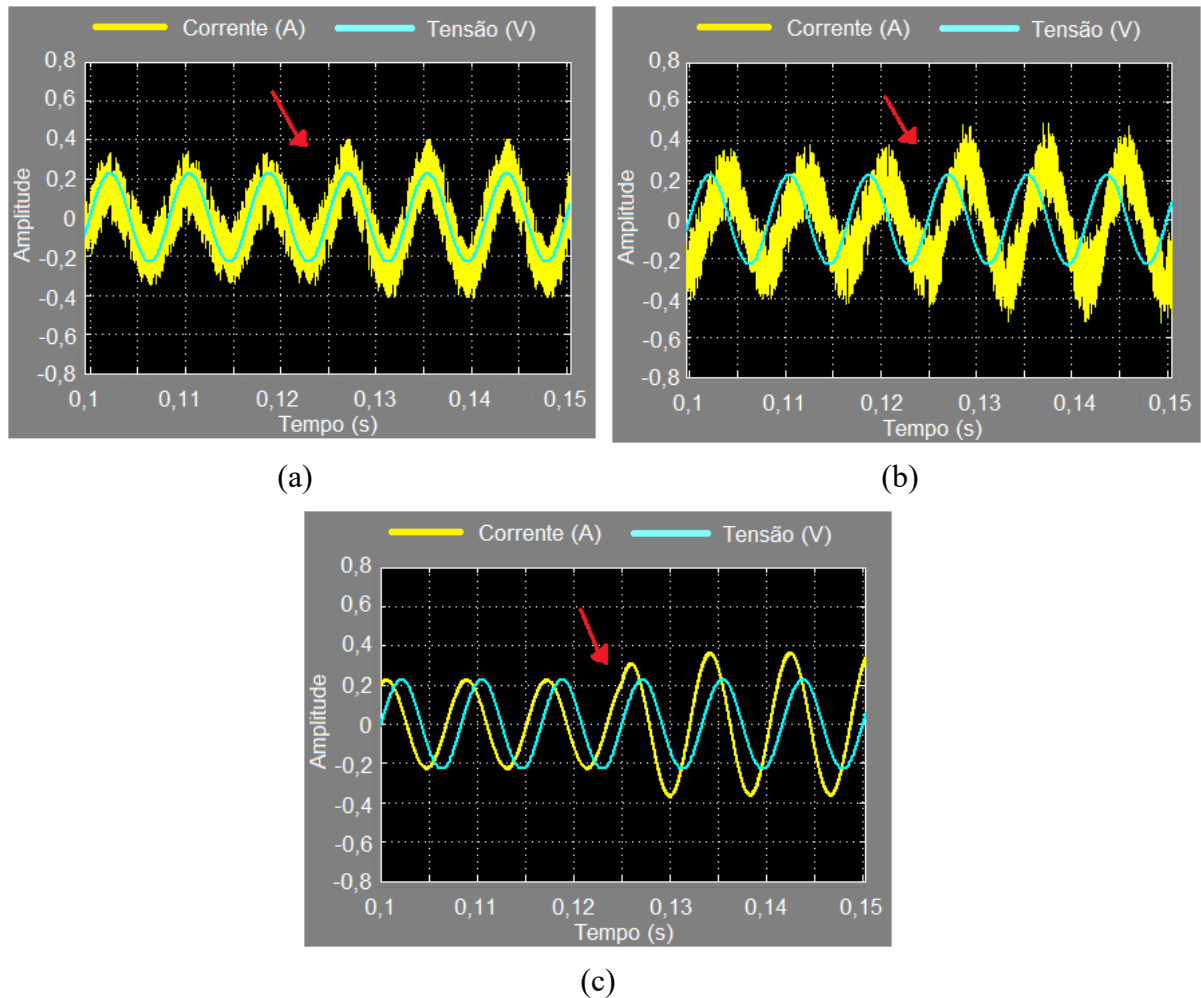 Corrente (A) Tensão (V)
0,8
0,6
0,4
0,2
0
-0,2
-0,4
-0,6
-0,8
Amplitude
0,1 0,11 0,12 0,13 0,14 0,15
Tempo (s)
(a)
Corrente (A) Tensão (V)
0,8
0,6
0,4
0,2
0
-0,2
-0,4
-0,6
-0,8
Amplitude
0,1 0,11 0,12 0,13 0,14 0,15
Tempo (s)
(b)
Corrente (A) Tensão (V)
0,8
0,6
0,4
0,2
0
-0,2
-0,4
-0,6
-0,8
Amplitude
0,1 0,11 0,12 0,13 0,14 0,15
Tempo (s)
(c)